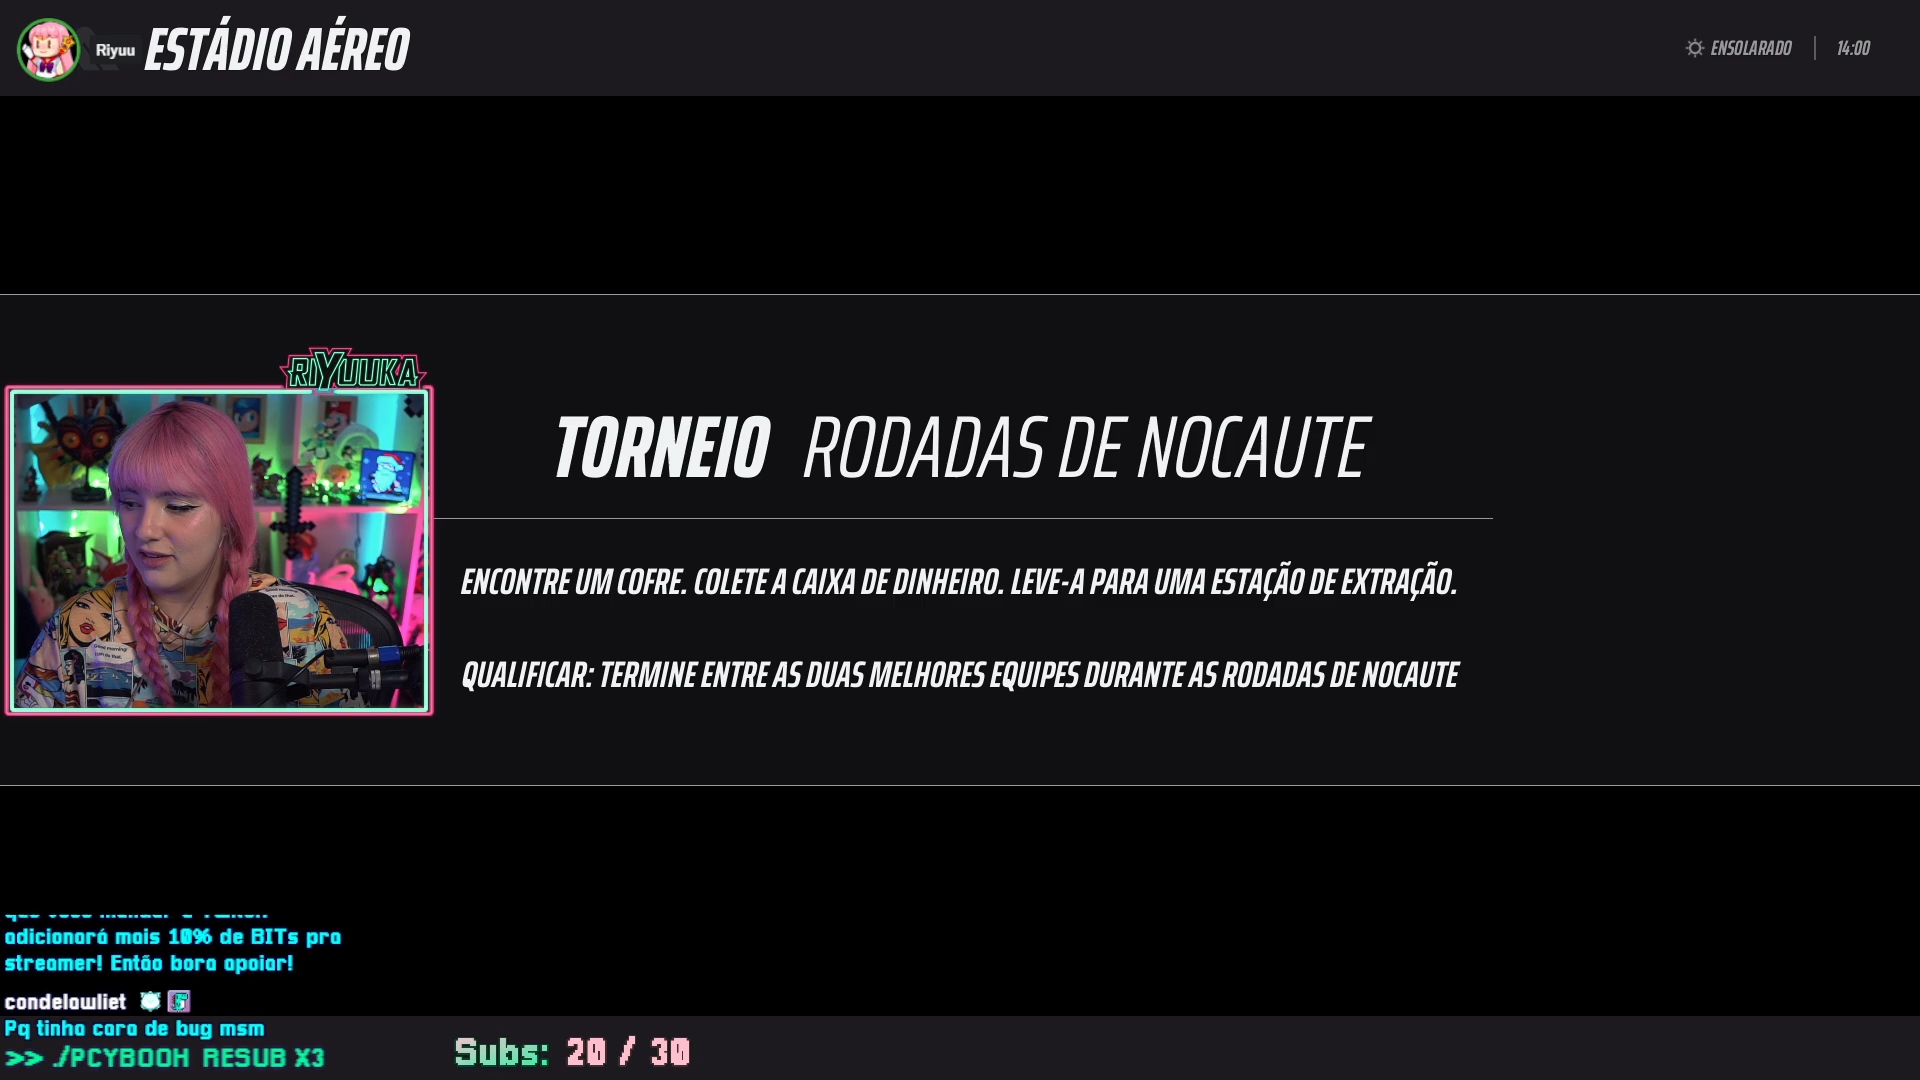 Riyuu
ESTÁDIO AÉREO
ENSOLARADO
14:00
RIYUUKA
TORNEIO RODADAS DE NOCAUTE
ENCONTRE UM COFRE. COLETE A CAIXA DE DINHEIRO. LEVE-A PARA UMA ESTAÇÃO DE EXTRAÇÃO.
QUALIFICAR: TERMINE ENTRE AS DUAS MELHORES EQUIPES DURANTE AS RODADAS DE NOCAUTE
adicionará mais 10% de BITs pra
streamer! Então bora apoiar!
condelawliet
Pq tinha cara de bug msm
>> ./PCYBOOH RESUB X3
Subs: 20 / 30